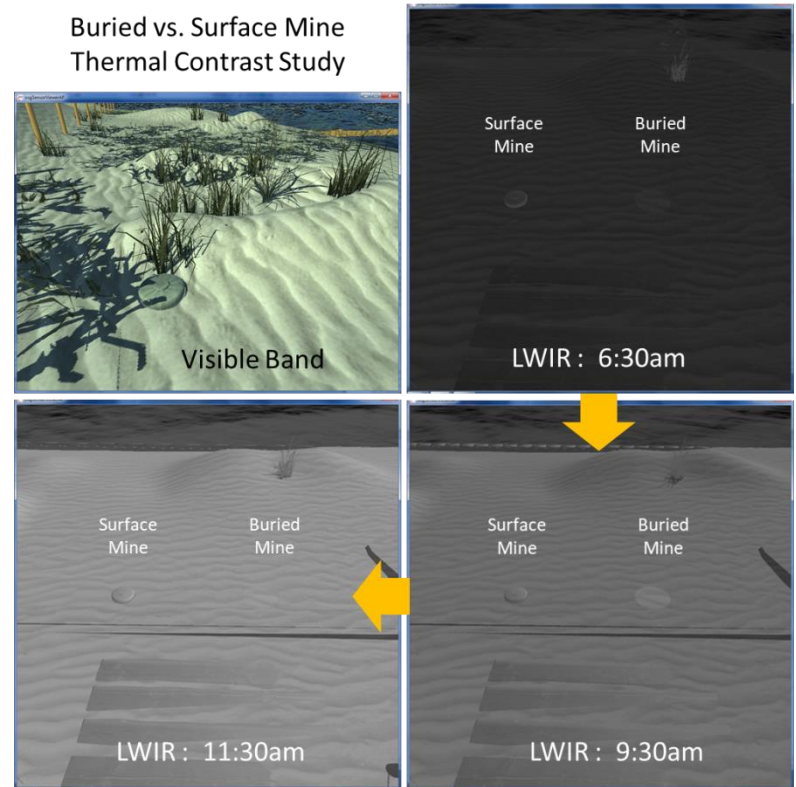 Buried vs. Surface Mine
Thermal Contrast Study
Visible Band
Surface
Mine
Buried
Mine
LWIR : 6:30am
Surface
Mine
Buried
Mine
LWIR : 9:30am
Surface
Mine
Buried
Mine
LWIR : 11:30am